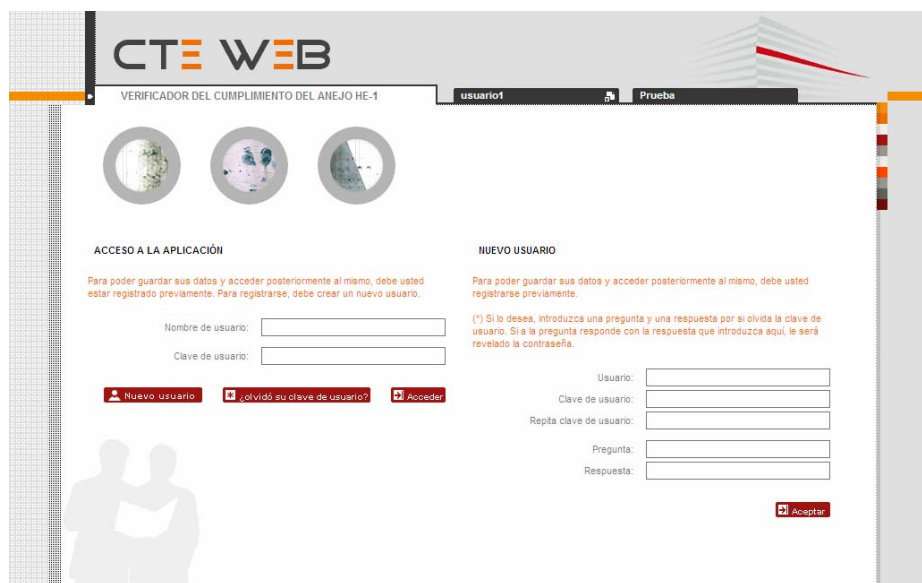 CTE WEB
VERIFICADOR DEL CUMPLIMIENTO DEL ANEJO HE-1
usuario1
Prueba
ACCESO A LA APLICACIÓN
Para poder guardar sus datos y acceder posteriormente al mismo, debe usted
estar registrado previamente. Para registrarse, debe crear un nuevo usuario.
Nombre de usuario:
Clave de usuario:
Nuevo usuario
¿olvidó su clave de usuario?
Acceder
NUEVO USUARIO
Para poder guardar sus datos y acceder posteriormente al mismo, debe usted
registrarse previamente.
(*) Si lo desea, introduzca una pregunta y una respuesta por si olvida la clave de
usuario. Si a la pregunta responde con la respuesta que introduzca aquí, le será
revelado la contraseña.
Usuario:
Clave de usuario:
Repita clave de usuario:
Pregunta:
Respuesta:
Aceptar